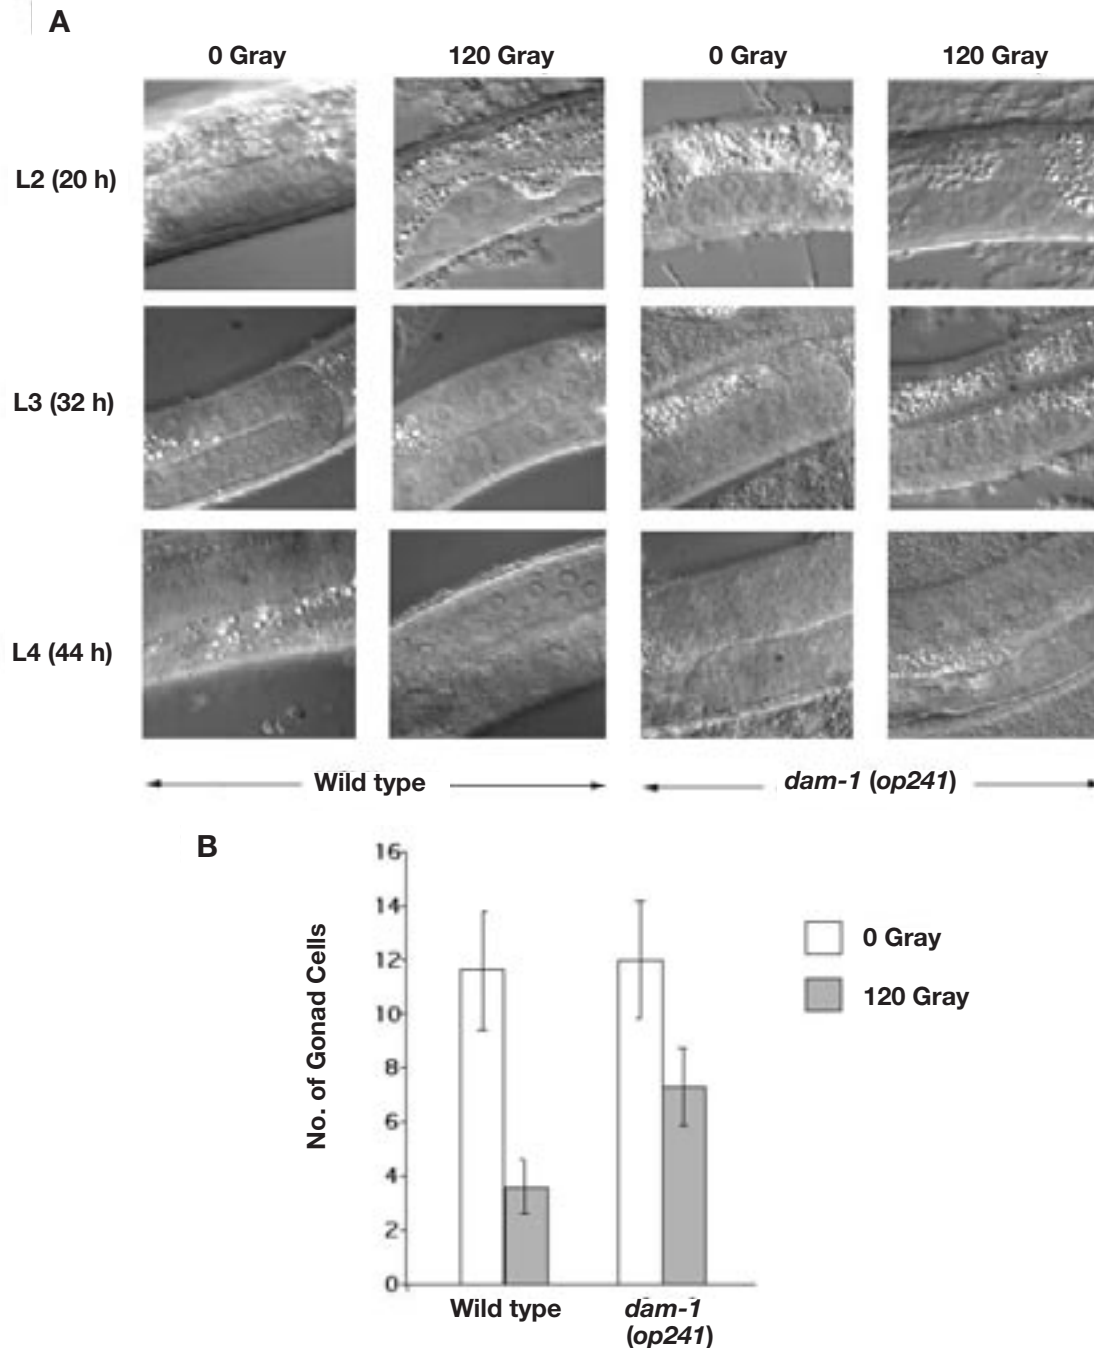 A
0 Gray 120 Gray 0 Gray 120 Gray
L2 (20 h)
L3 (32 h)
L4 (44 h)
Wild type dam-1 (op241)
B
16
14
12
10
8
6
4
2
0
No. of Gonad Cells
0 Gray
120 Gray
Wild type dam-1
(op241)